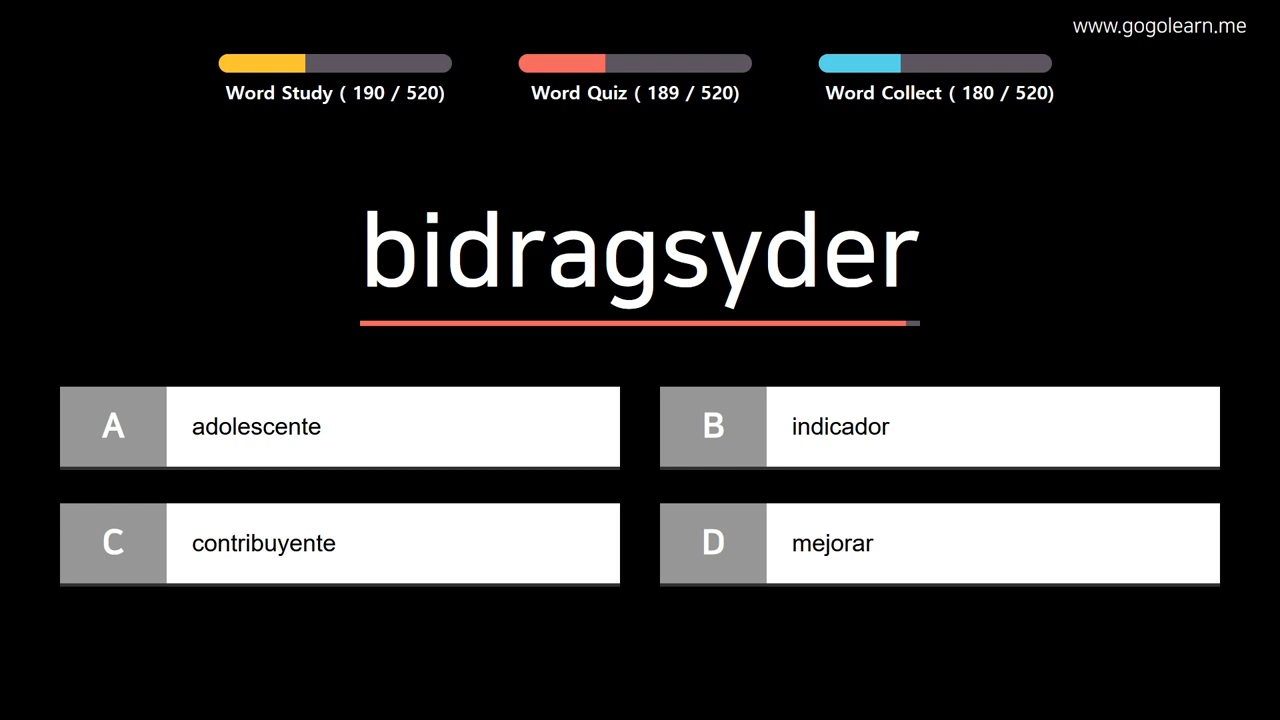 www.gogolearn.me
Word Study ( 190 / 520)
Word Quiz ( 189 / 520)
Word Collect ( 180 / 520)
bidragsyder
A adolescente
B indicador
C contribuyente
D mejorar